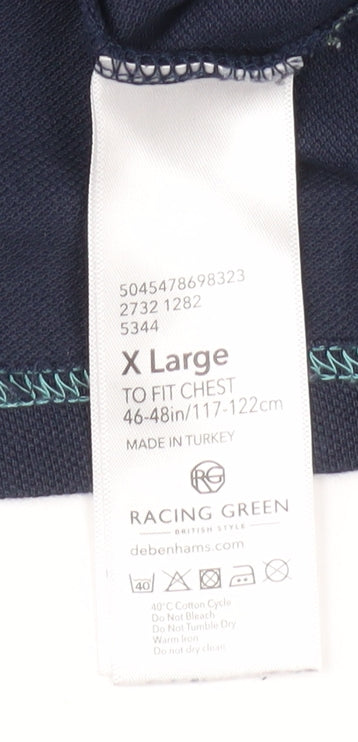 5045478698323
2732 1282
5344
X Large
TO FIT CHEST
46-48in/117-122cm
MADE IN TURKEY
RG
RACING GREEN
BRITISH STYLE
debenhams.com
40
40°C Cotton Cycle
Do Not Bleach
Do Not Tumble Dry
Warm Iron
Do not dry clean